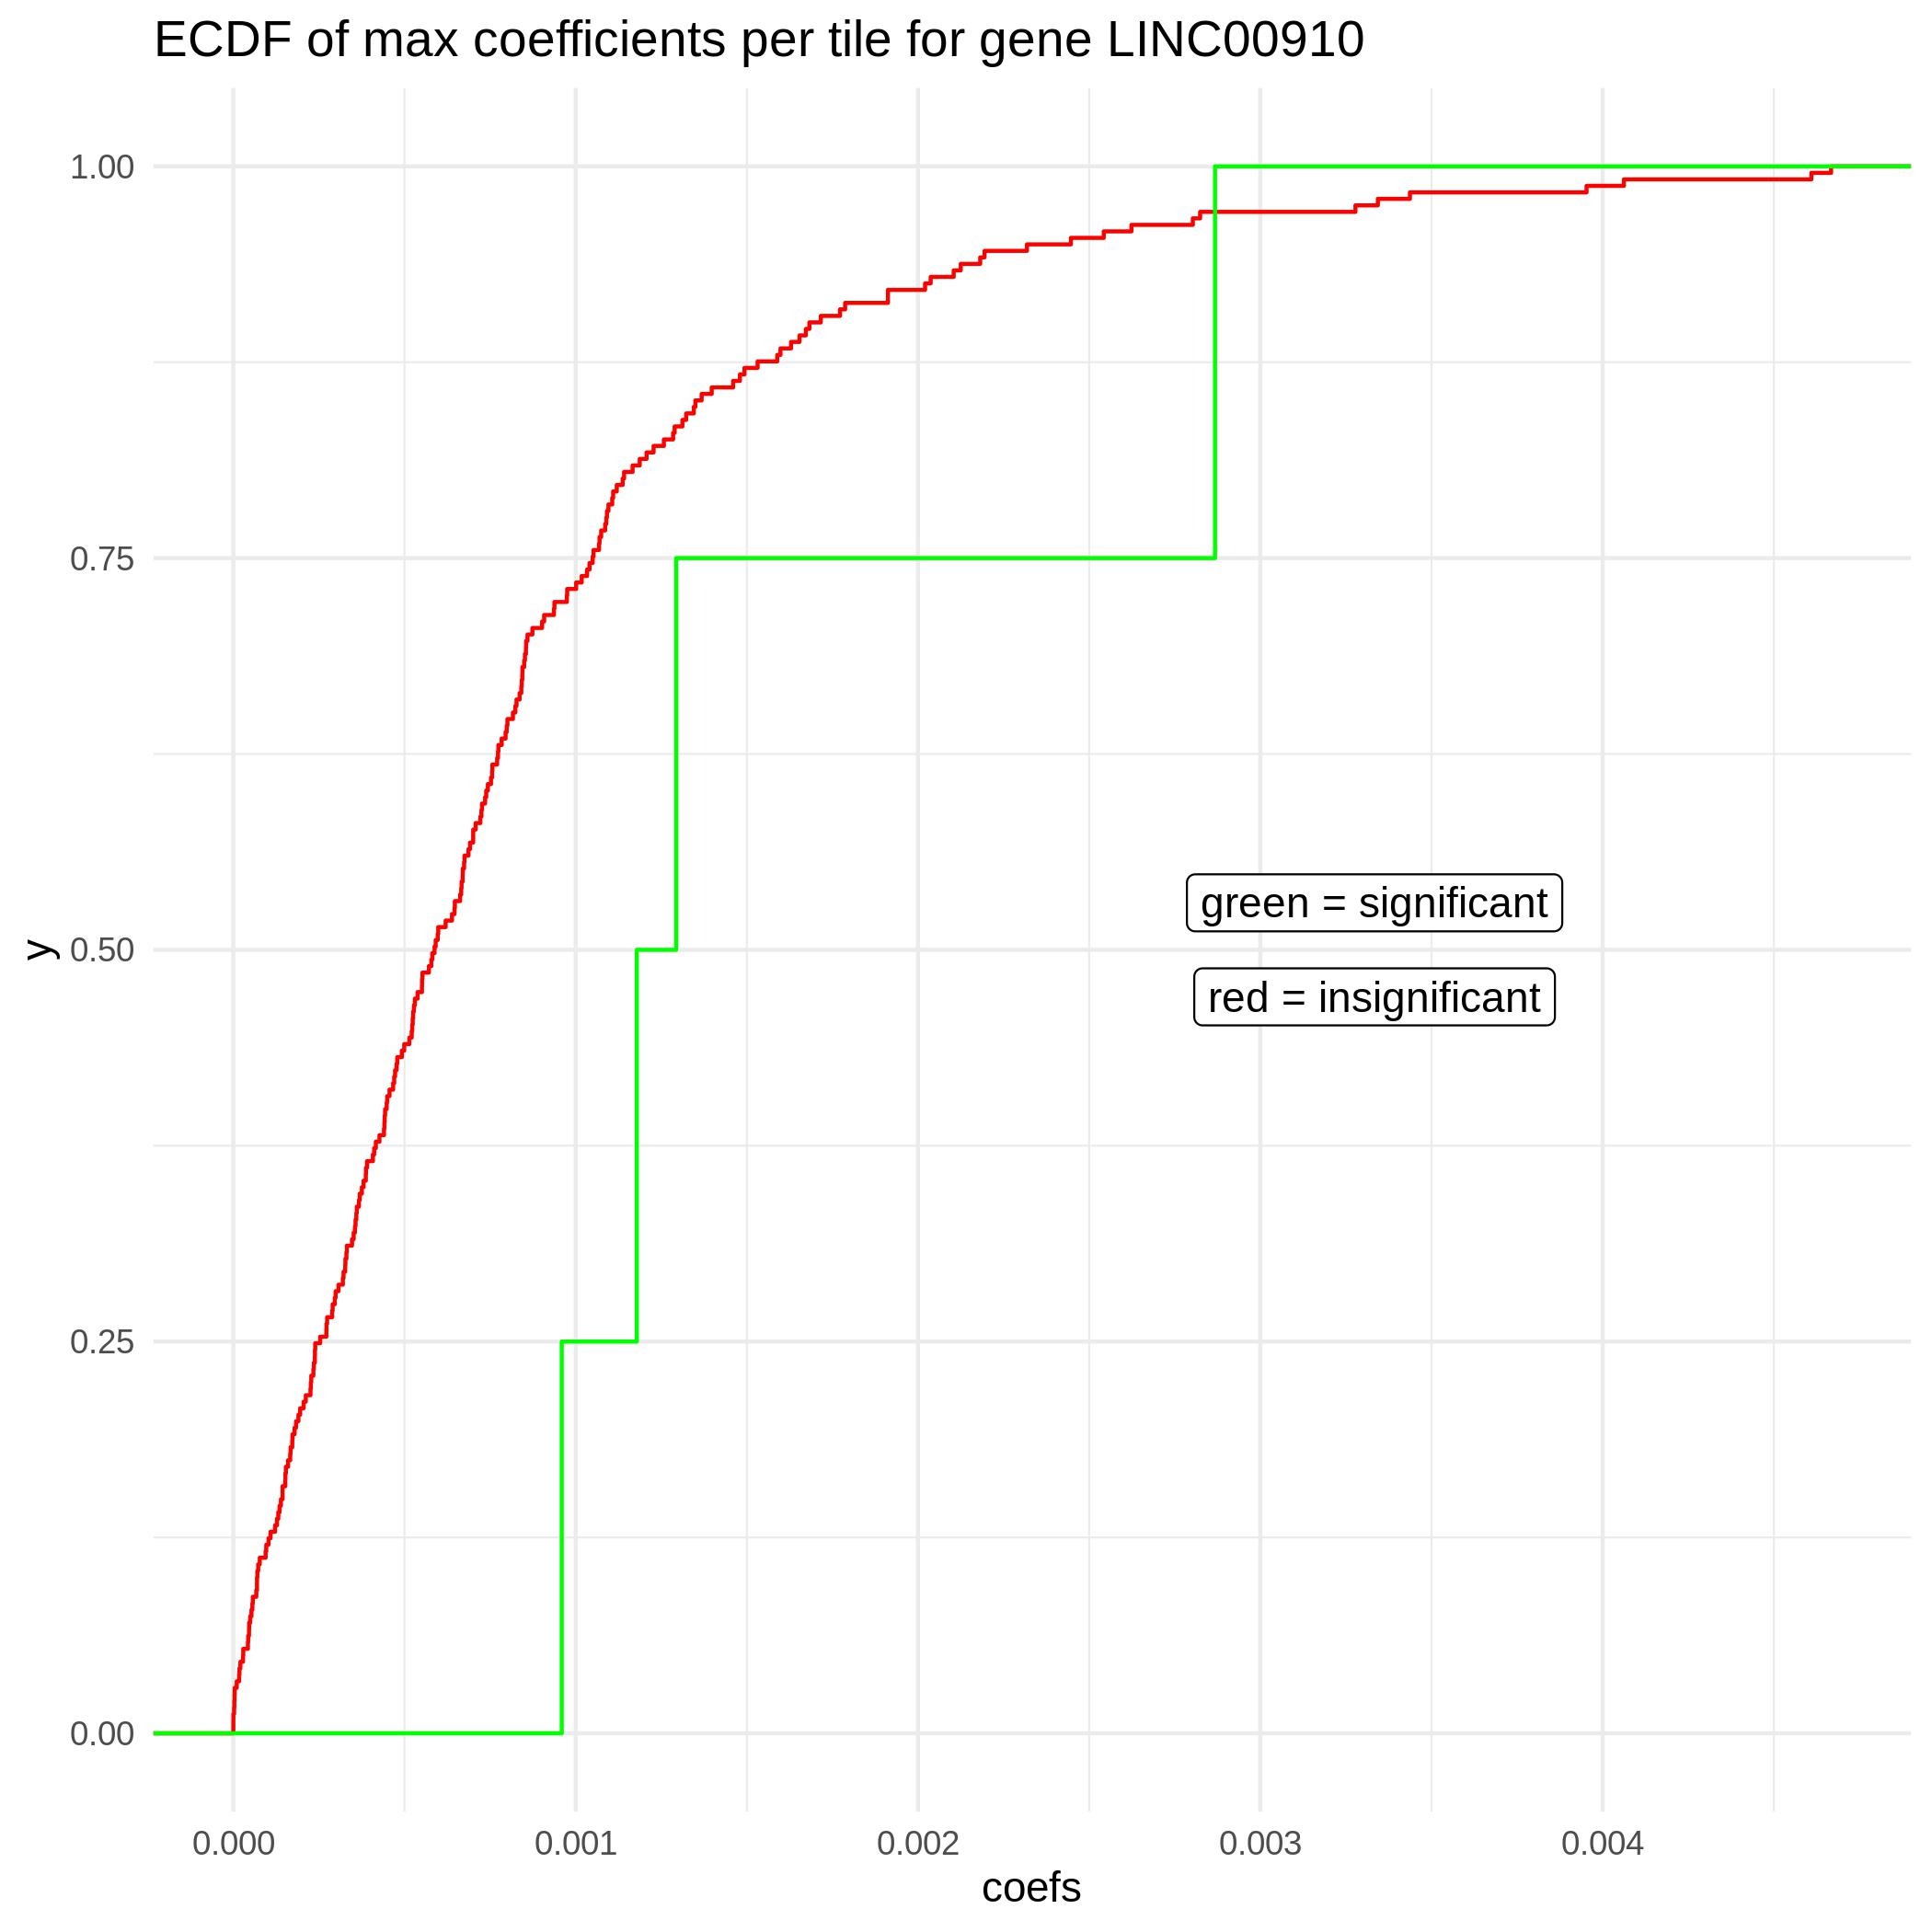 ECDF of max coefficients per tile for gene LINC00910
1.00
0.75
0.50
0.25
0.00
y
green = significant
red = insignificant
0.000 0.001 0.002 0.003 0.004
coefs